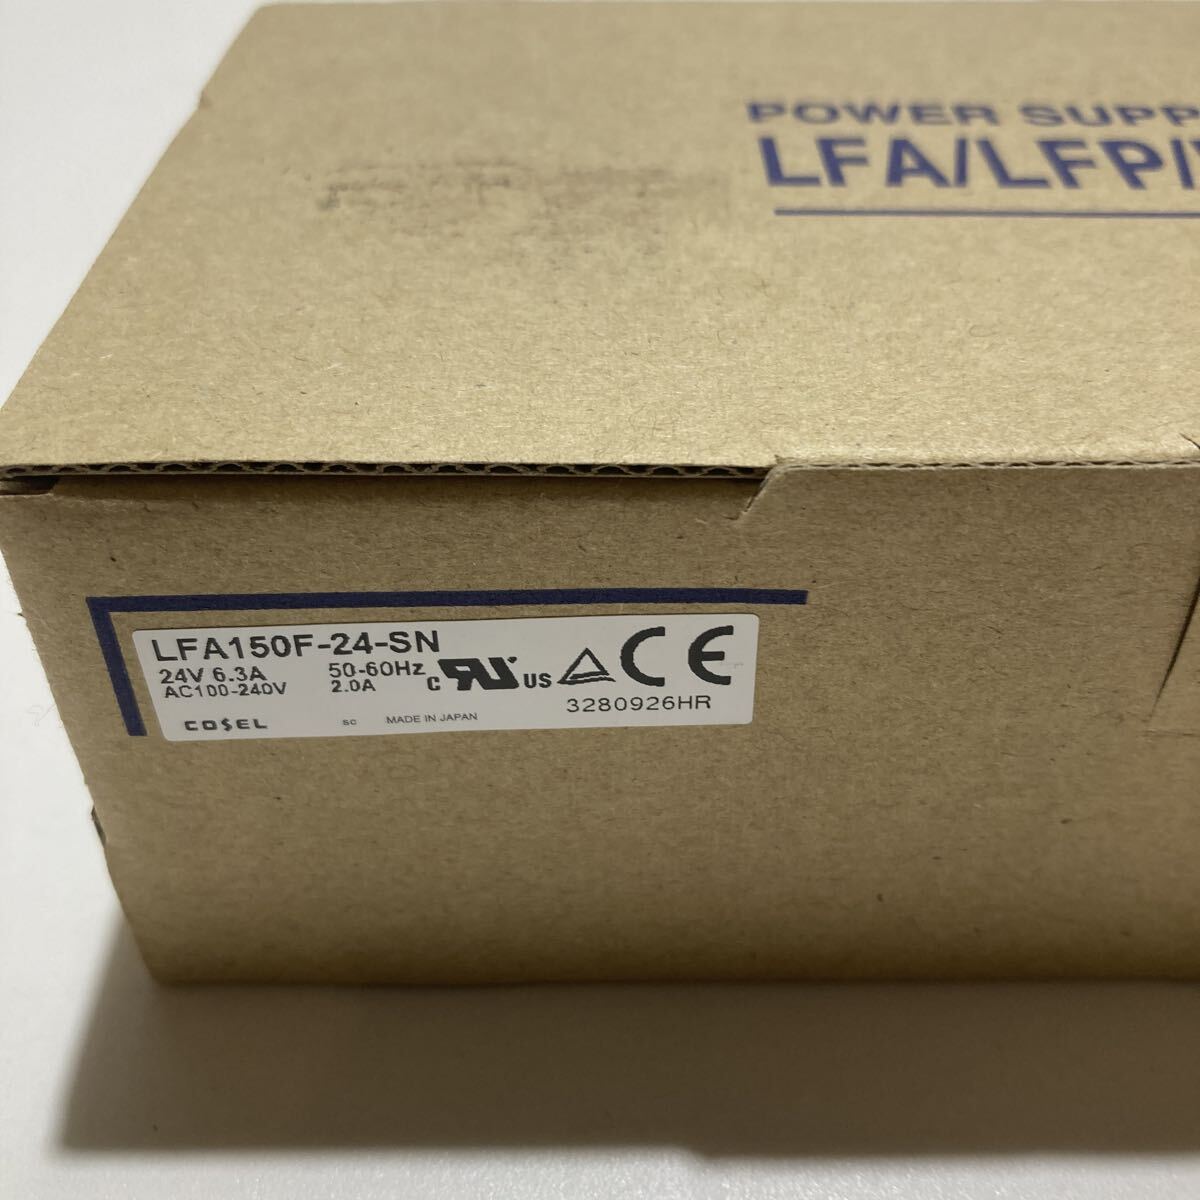 POWER SUPP
LFA/LFP/
LFA150F-24-SN
24V 6.3A 50-60Hz
AC100-240V 2.0A
C RU US CE
3280926HR
COSEL SC MADE IN JAPAN